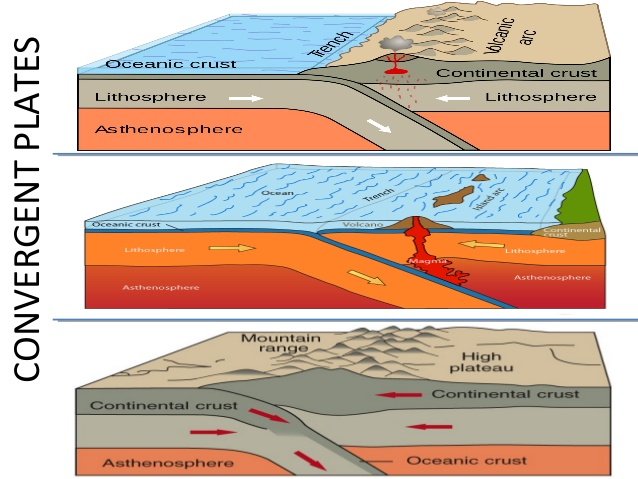 CONVERGENT PLATES
Trench
Volcanic
arc
Oceanic crust
Continental crust
Lithosphere
Lithosphere
Asthenosphere
Ocean
Trench
Island arc
Oceanic crust
Volcano
Continental
crust
Lithosphere
Lithosphere
Magma
Asthenosphere
Asthenosphere
Mountain
range
High
plateau
Continental crust
Continental crust
Asthenosphere
Oceanic crust